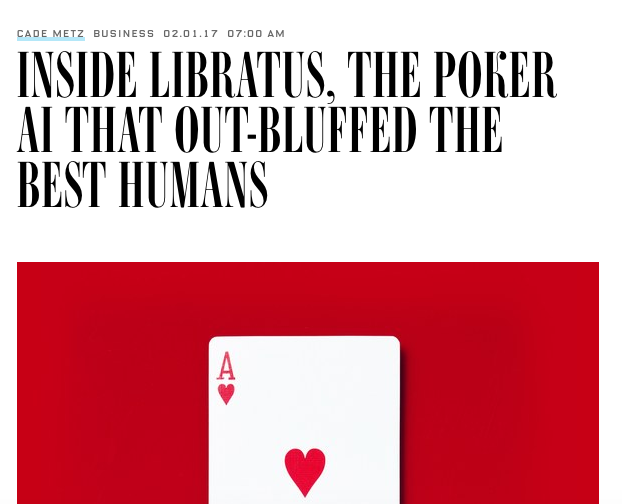 CADE METZ BUSINESS 02.01.17 07:00 AM
INSIDE LIBRATUS, THE POKER
AI THAT OUT-BLUFFED THE
BEST HUMANS
A